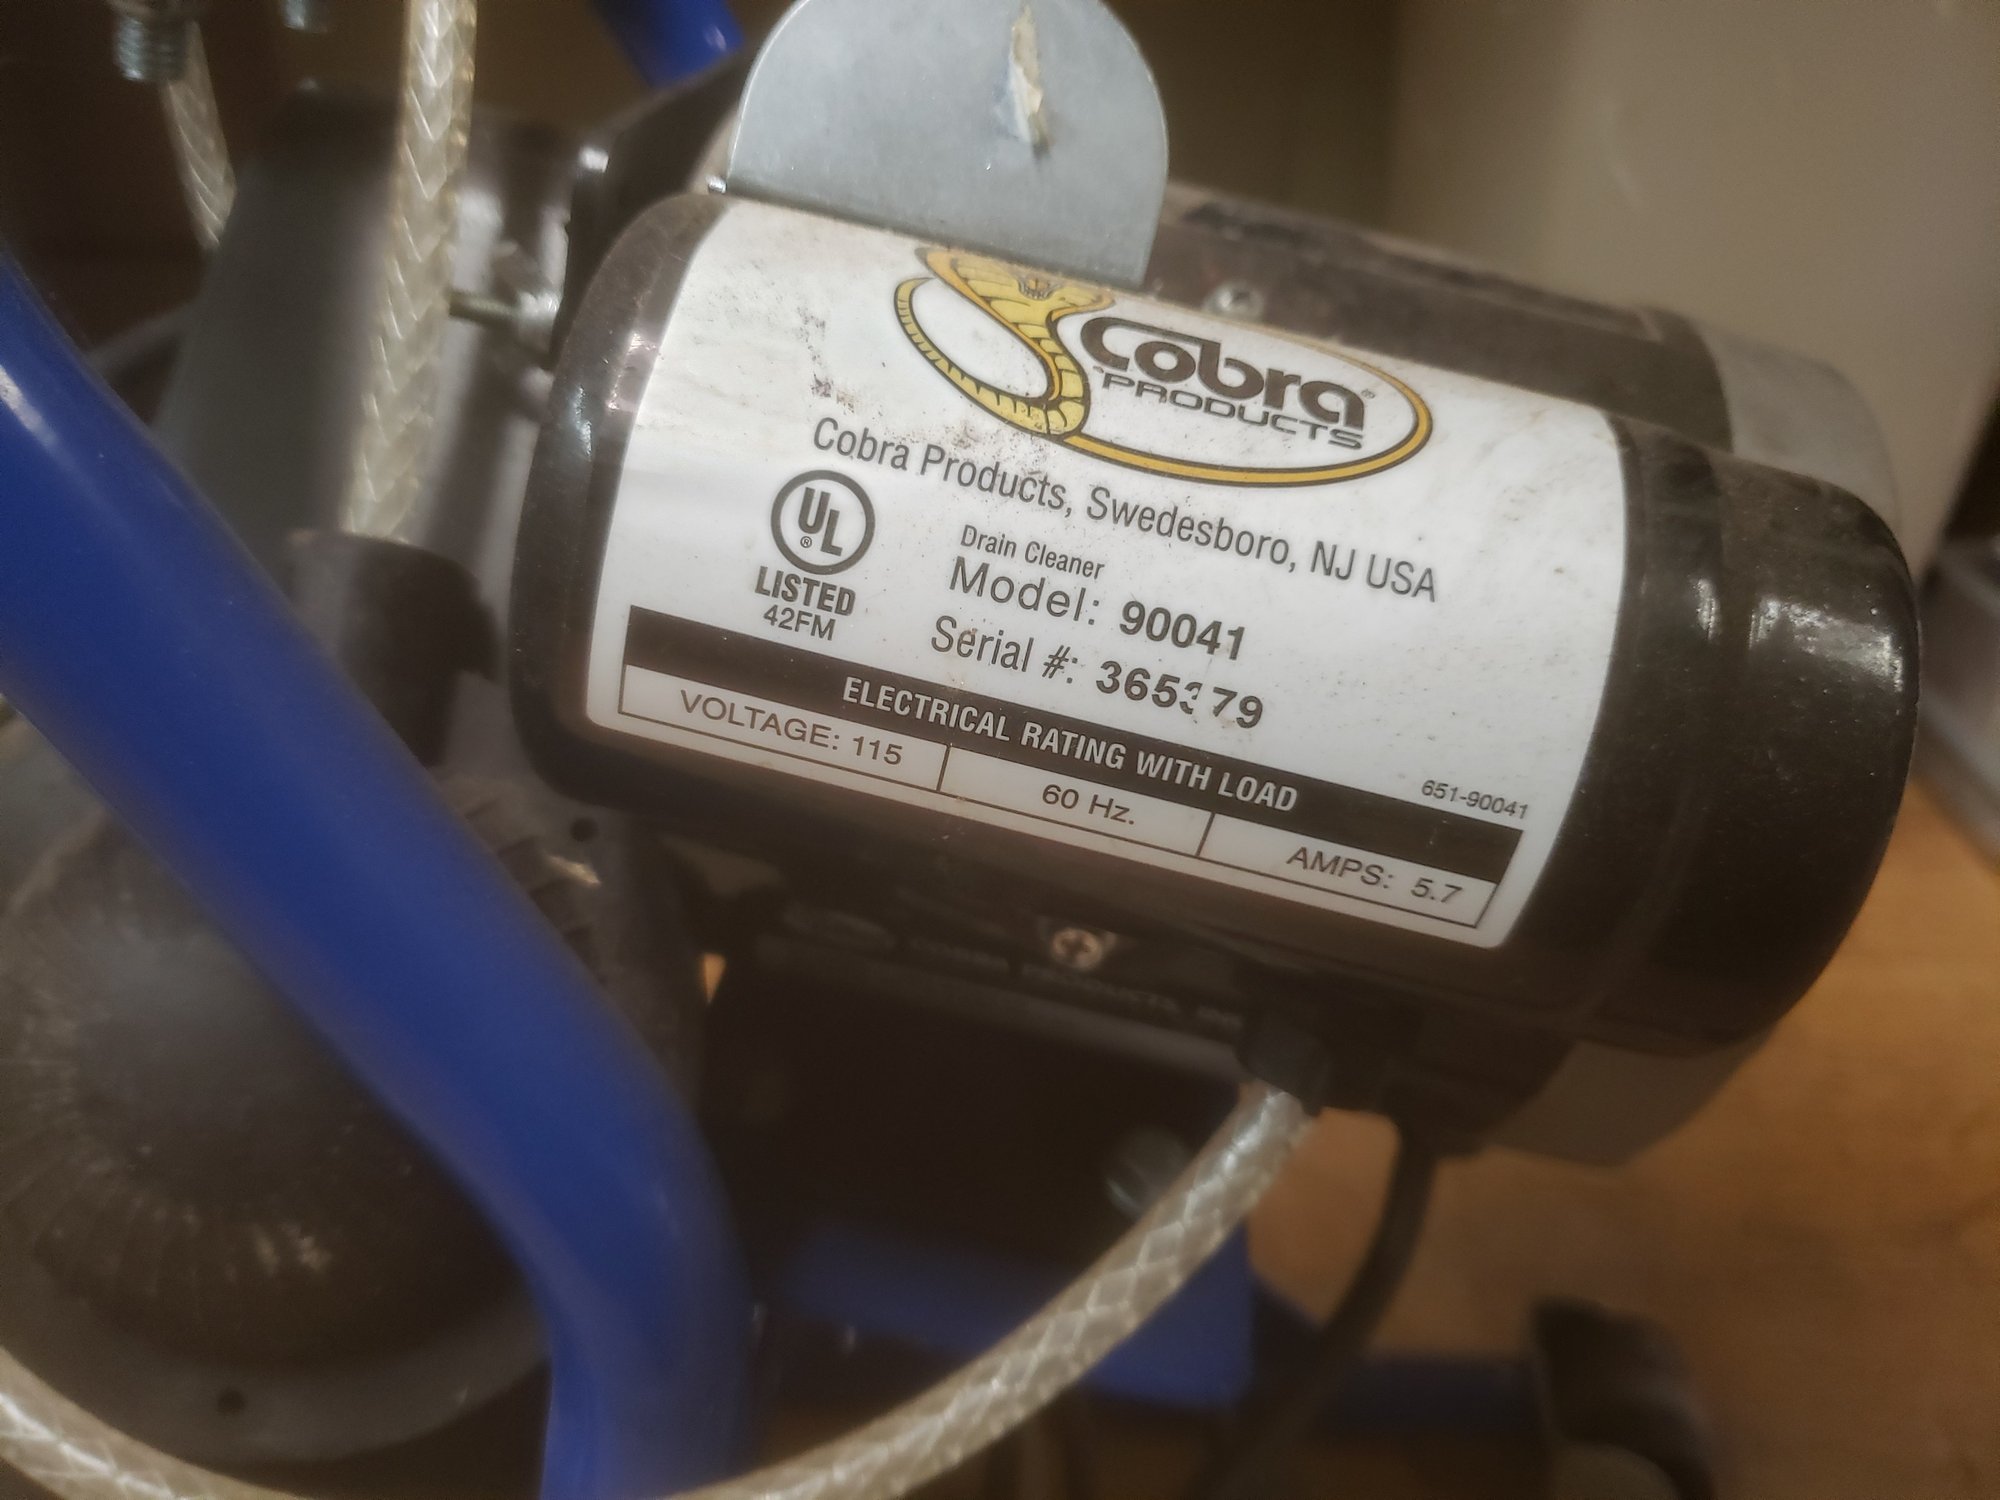 Cobra®
PRODUCTS
Cobra Products, Swedesboro, NJ USA
UL
®
LISTED
42FM
Drain Cleaner
Model: 90041
Serial #: 365379
651-90041
ELECTRICAL RATING WITH LOAD
VOLTAGE: 115
60 Hz.
AMPS: 5.7